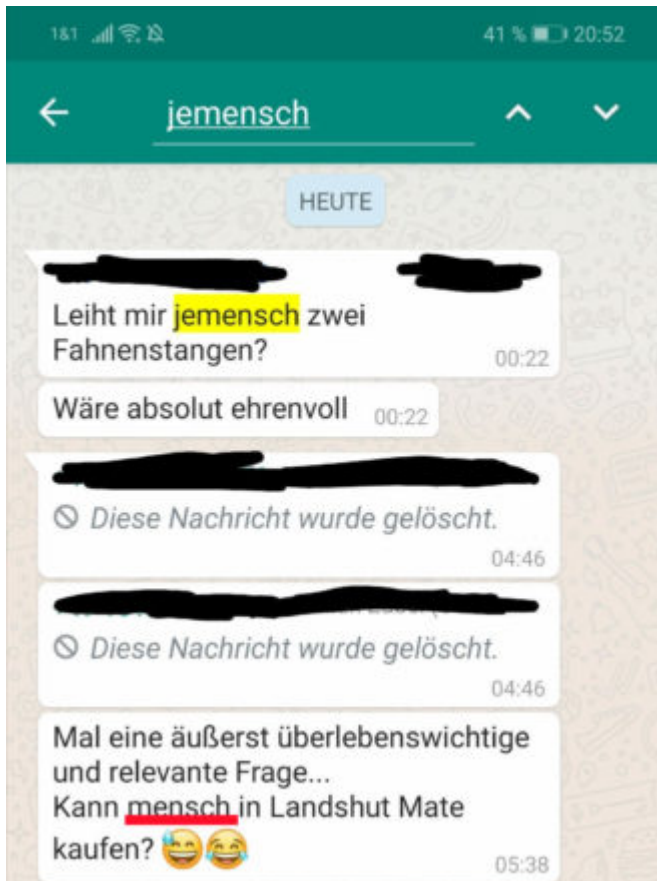 1&1 41 % 20:52
jemensch
HEUTE
Leiht mir jemensch zwei
Fahnenstangen? 00:22
Wäre absolut ehrenvoll 00:22
Diese Nachricht wurde gelöscht.
04:46
Diese Nachricht wurde gelöscht.
04:46
Mal eine äußerst überlebenswichtige
und relevante Frage...
Kann mensch in Landshut Mate
kaufen? 😅😂 05:38